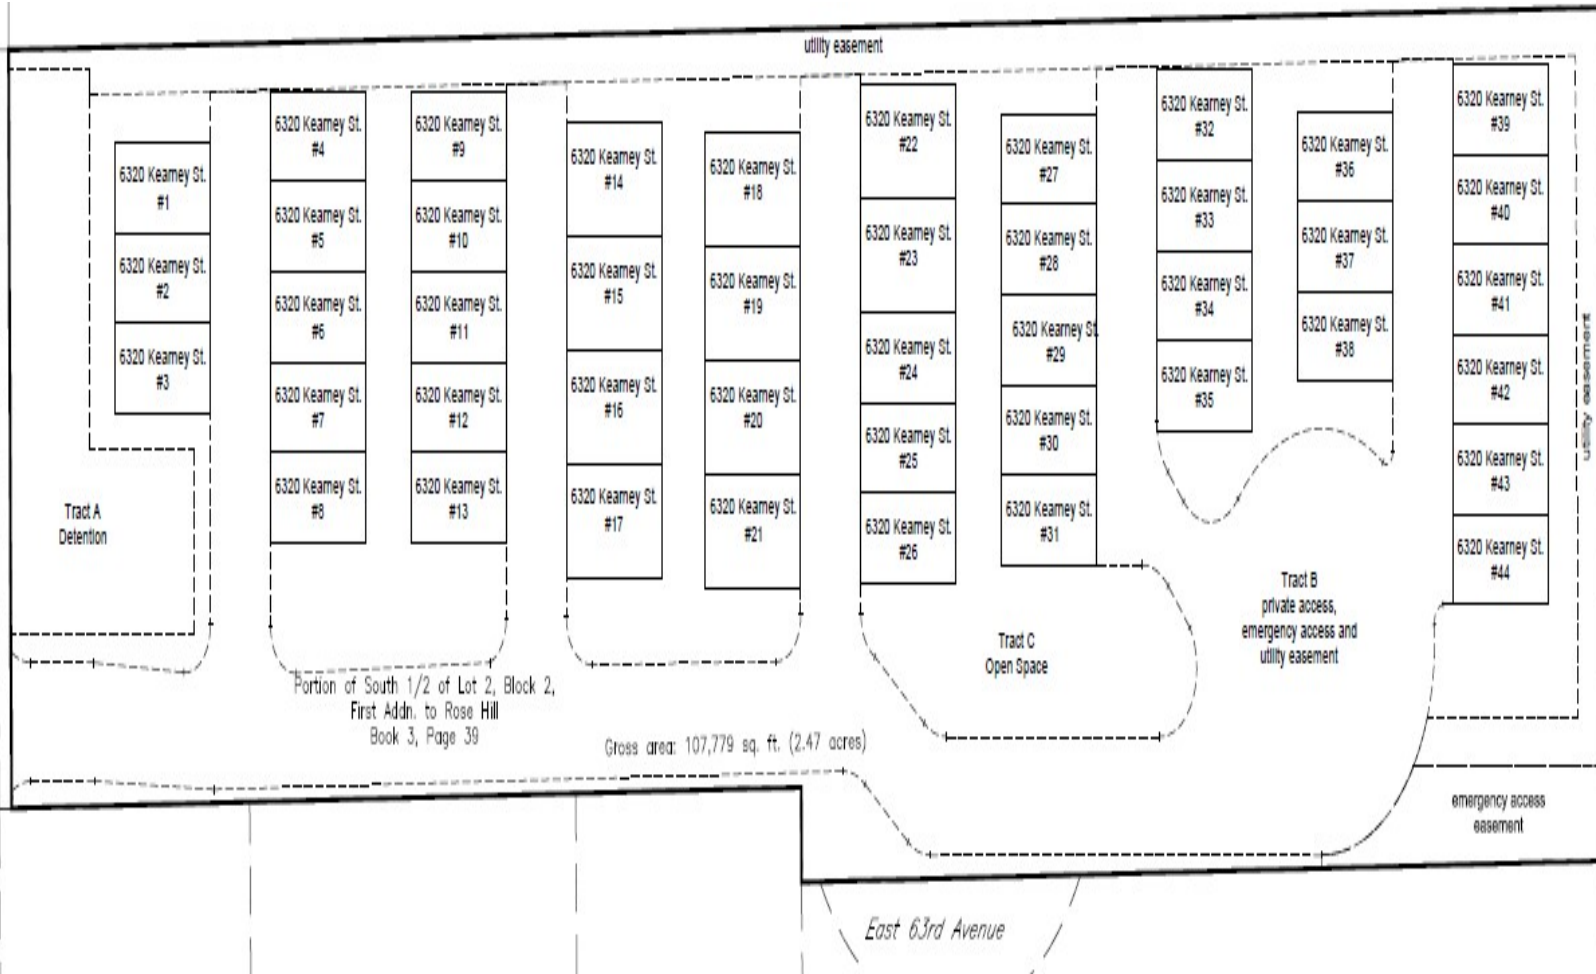 utility easement
6320 Kearney St.
#1
6320 Kearney St.
#2
6320 Kearney St.
#3
6320 Kearney St.
#4
6320 Kearney St.
#5
6320 Kearney St.
#6
6320 Kearney St.
#7
6320 Kearney St.
#8
6320 Kearney St.
#9
6320 Kearney St.
#10
6320 Kearney St.
#11
6320 Kearney St.
#12
6320 Kearney St.
#13
6320 Kearney St.
#14
6320 Kearney St.
#15
6320 Kearney St.
#16
6320 Kearney St.
#17
6320 Kearney St.
#18
6320 Kearney St.
#19
6320 Kearney St.
#20
6320 Kearney St.
#21
6320 Kearney St.
#22
6320 Kearney St.
#23
6320 Kearney St.
#24
6320 Kearney St.
#25
6320 Kearney St.
#26
6320 Kearney St.
#27
6320 Kearney St.
#28
6320 Kearney St
#29
6320 Kearney St.
#30
6320 Kearney St.
#31
6320 Kearney St.
#32
6320 Kearney St.
#33
6320 Kearney St.
#34
6320 Kearney St.
#35
6320 Kearney St.
#36
6320 Kearney St.
#37
6320 Kearney St.
#38
6320 Kearney St.
#39
6320 Kearney St.
#40
6320 Kearney St.
#41
6320 Kearney St.
#42
6320 Kearney St.
#43
6320 Kearney St.
#44
utility easement
Tract A
Detention
Tract B
private access,
emergency access and
utility easement
Tract C
Open Space
Portion of South 1/2 of Lot 2, Block 2,
First Addn. to Rose Hill
Book 3, Page 39
Gross area: 107,779 sq. ft. (2.47 acres)
emergency access
easement
East 63rd Avenue